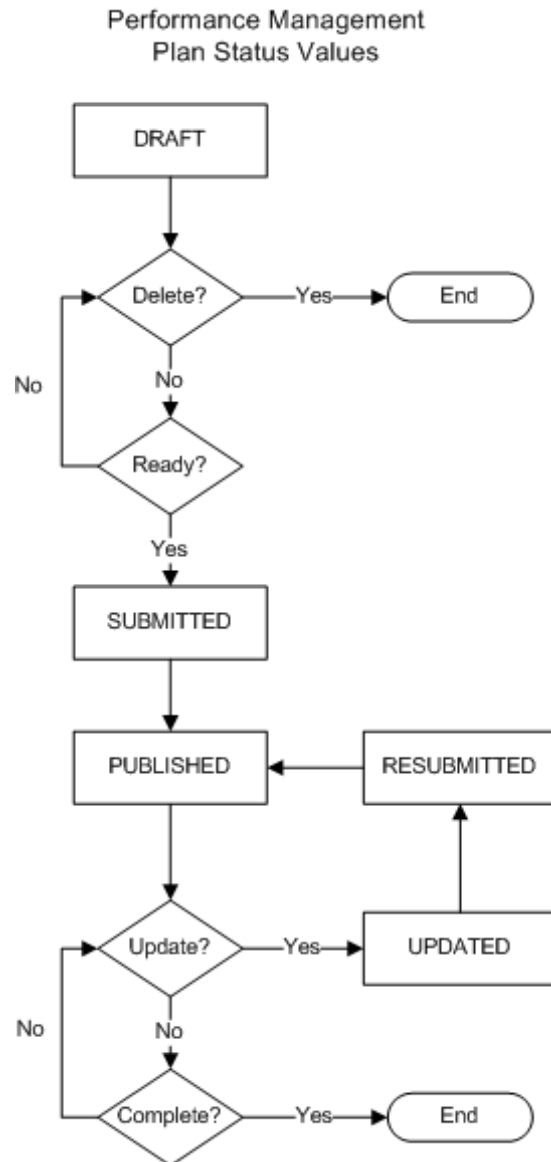 Performance Management
Plan Status Values
DRAFT
Delete?
Yes
End
No
No
Ready?
Yes
SUBMITTED
PUBLISHED
RESUBMITTED
Update?
Yes
UPDATED
No
No
Complete?
Yes
End